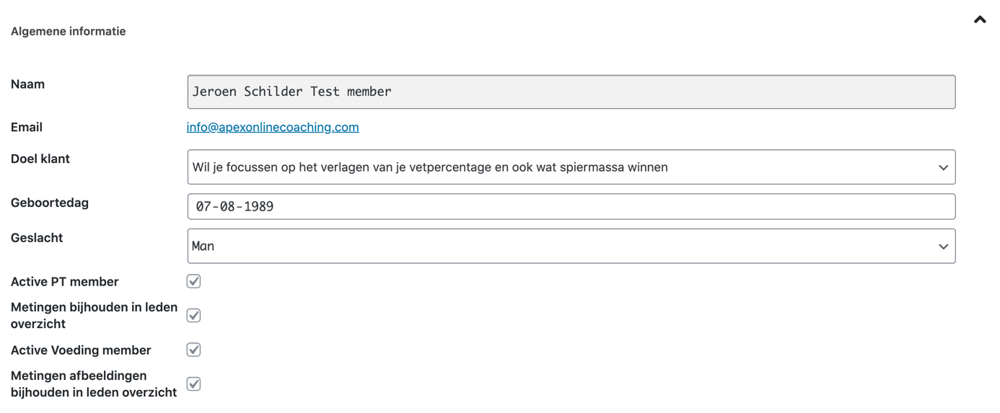 Algemene informatie
Naam
Jeroen Schilder Test member
Email
info@apexonlinecoaching.com
Doel klant
Wil je focussen op het verlagen van je vetpercentage en ook wat spiermassa winnen
Geboortedag
07-08-1989
Geslacht
Man
Active PT member
Metingen bijhouden in leden
overzicht
Active Voeding member
Metingen afbeeldingen
bijhouden in leden overzicht